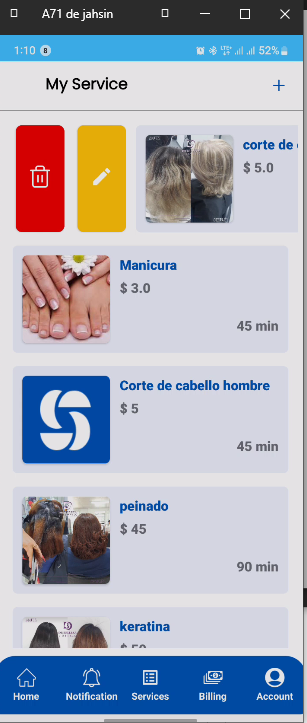 A71 de jahsin
1:10 8 52%
My Service +
corte de c
$ 5.0
Manicura
$ 3.0
45 min
Corte de cabello hombre
$ 5
45 min
peinado
$ 45
90 min
keratina
$ 50
Home Notification Services Billing Account